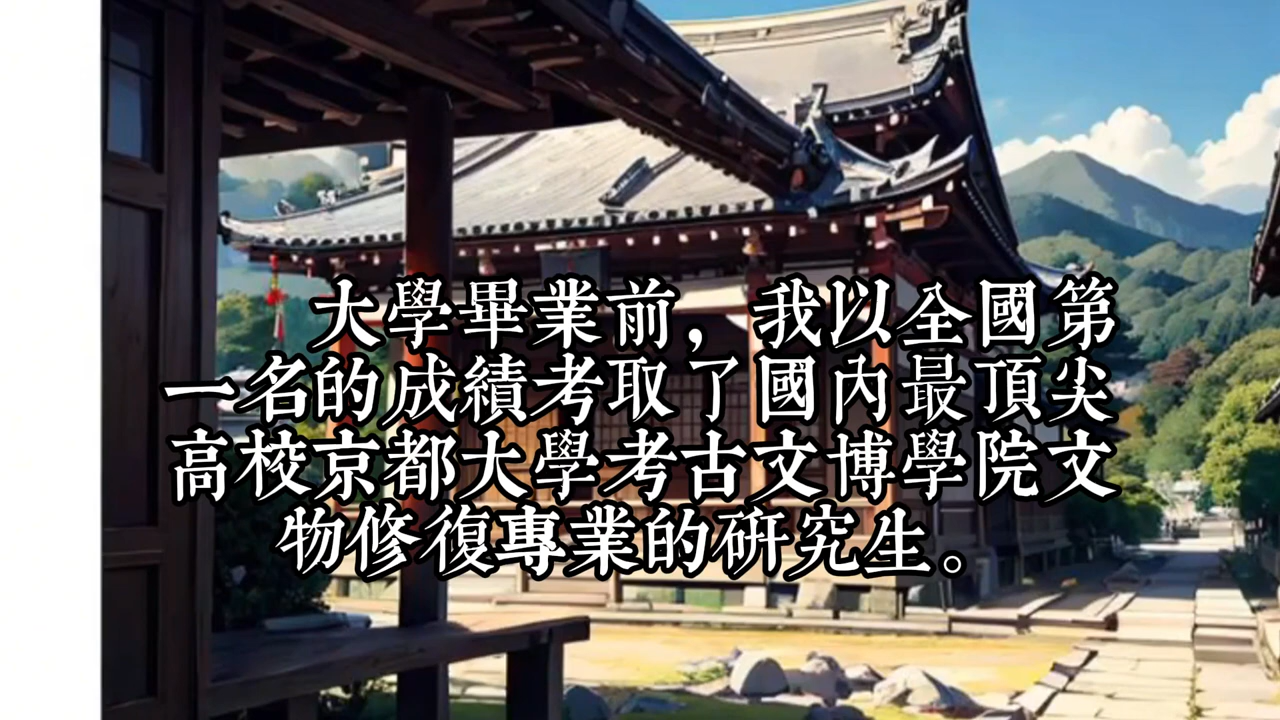 大學畢業前，我以全國第
一名的成績考取了國內最頂尖
高校京都大學考古文博學院文
物修復專業的研究生。